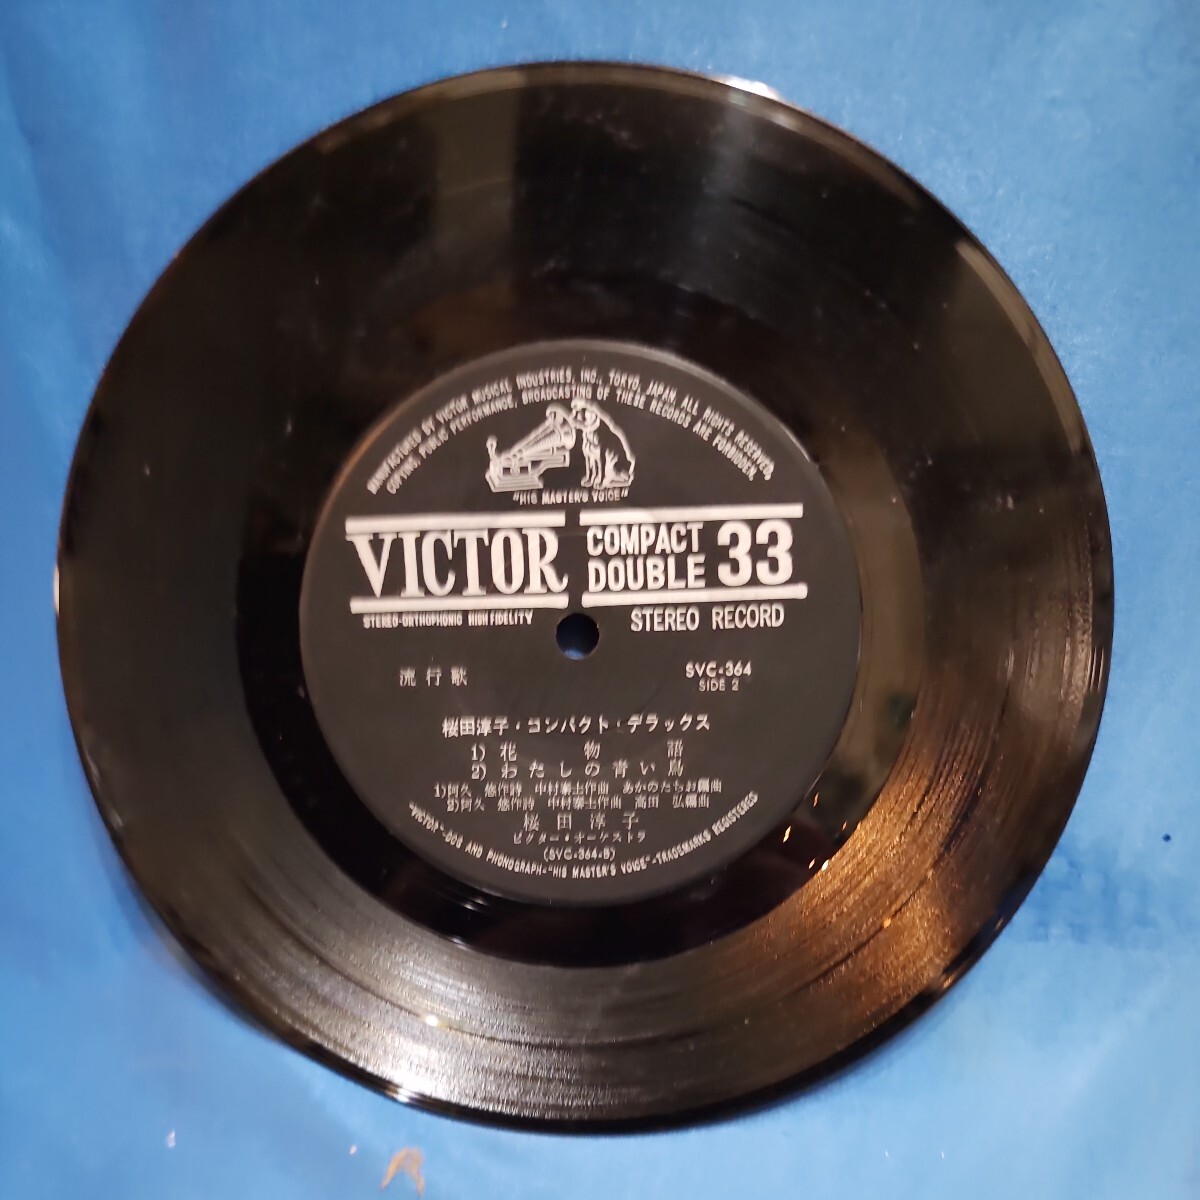 MANUFACTURED BY VICTOR MUSICAL INDUSTRIES, INC., TOKYO, JAPAN. ALL RIGHTS RESERVED,
COPYING, PUBLIC PERFORMANCE, BROADCASTING OF THESE RECORDS ARE FORBIDDEN.
"HIS MASTER'S VOICE"
VICTOR
COMPACT
DOUBLE 33
STEREO-ORTHOPHONIC HIGH FIDELITY
STEREO RECORD
流行歌
SVC-364
SIDE 2
桜田淳子・コンパクト・デラックス
1) 花物語
2) わたしの青い鳥
1)阿久 悠作詩 中村泰士作曲 あかのたちお編曲
2)阿久 悠作詩 中村泰士作曲 高田 弘編曲
桜田淳子
ビクター・オーケストラ
(SVC-364-B)
"VICTOR"-DOG AND PHONOGRAPH-"HIS MASTER'S VOICE"-TRADEMARKS REGISTERED